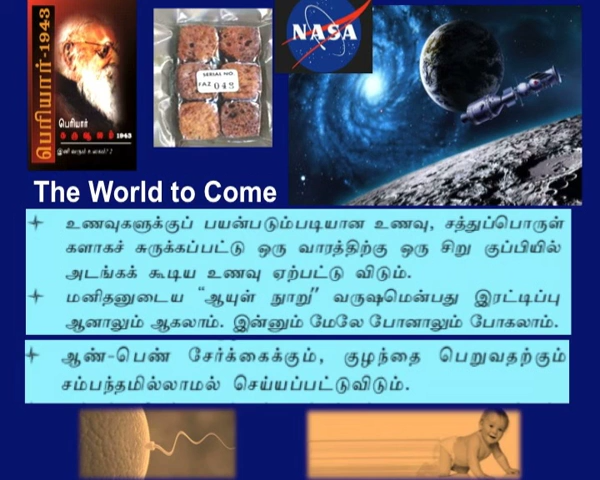 பெரியார்-1943
பெரியார்
1943
SERIAL NO.
FAZ 048
NASA
The World to Come
உணவுகளுக்குப் பயன்படும்படியான உணவு, சத்துப்பொருள்
களாகச் சுருக்கப்பட்டு ஒரு வாரத்திற்கு ஒரு சிறு குப்பியில்
அடங்கக் கூடிய உணவு ஏற்பட்டு விடும்.
மனிதனுடைய “ஆயுள் நூறு” வருஷமென்பது இரட்டிப்பு
ஆனாலும் ஆகலாம். இன்னும் மேலே போனாலும் போகலாம்.
ஆண்-பெண் சேர்க்கைக்கும், குழந்தை பெறுவதற்கும்
சம்பந்தமில்லாமல் செய்யப்பட்டுவிடும்.